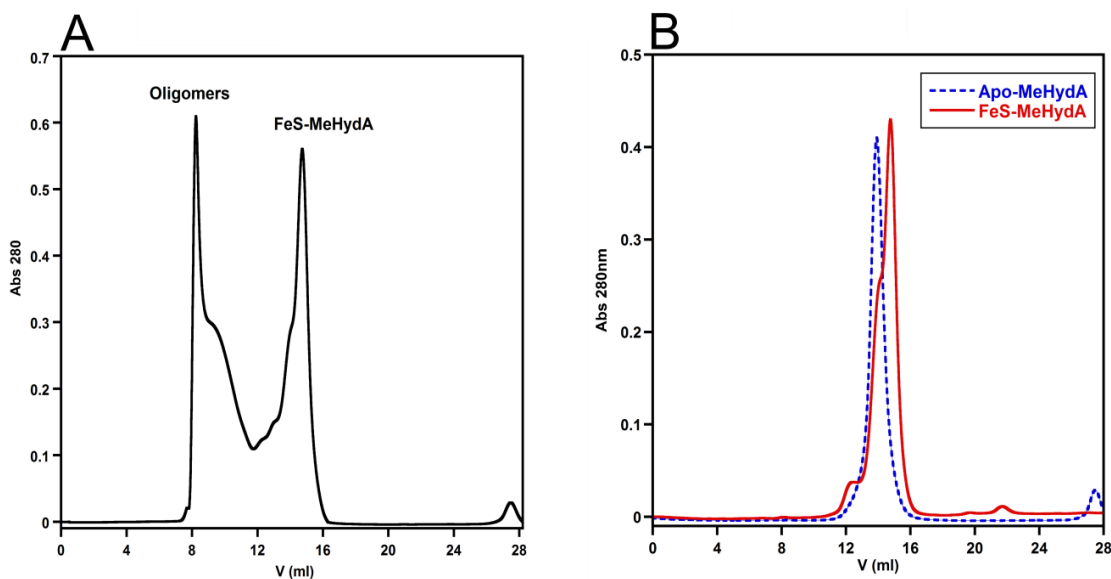 A
Oligomers
FeS-MeHydA
Abs 280
0.7
0.6
0.5
0.4
0.3
0.2
0.1
0
0 4 8 12 16 20 24 28
V (ml)
B
Apo-MeHydA
FeS-MeHydA
Abs 280nm
0.5
0.4
0.3
0.2
0.1
0
0 4 8 12 16 20 24 28
V (ml)